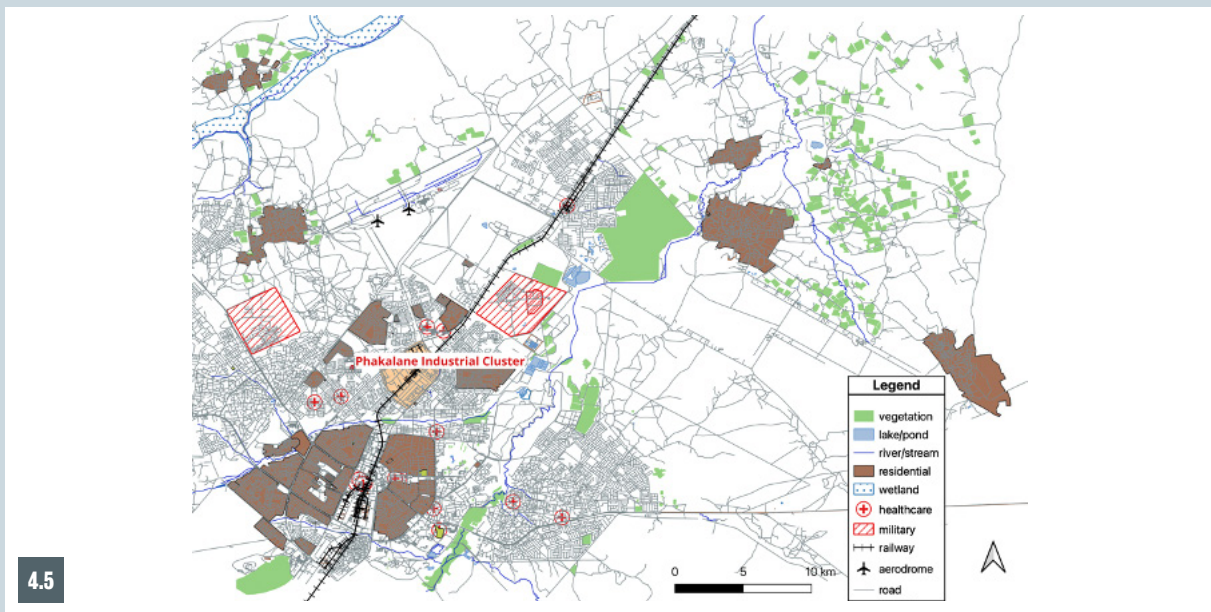 Phakalane Industrial Cluster
Legend
vegetation
lake/pond
river/stream
residential
wetland
healthcare
military
railway
aerodrome
road
0 5 10 km
4.5